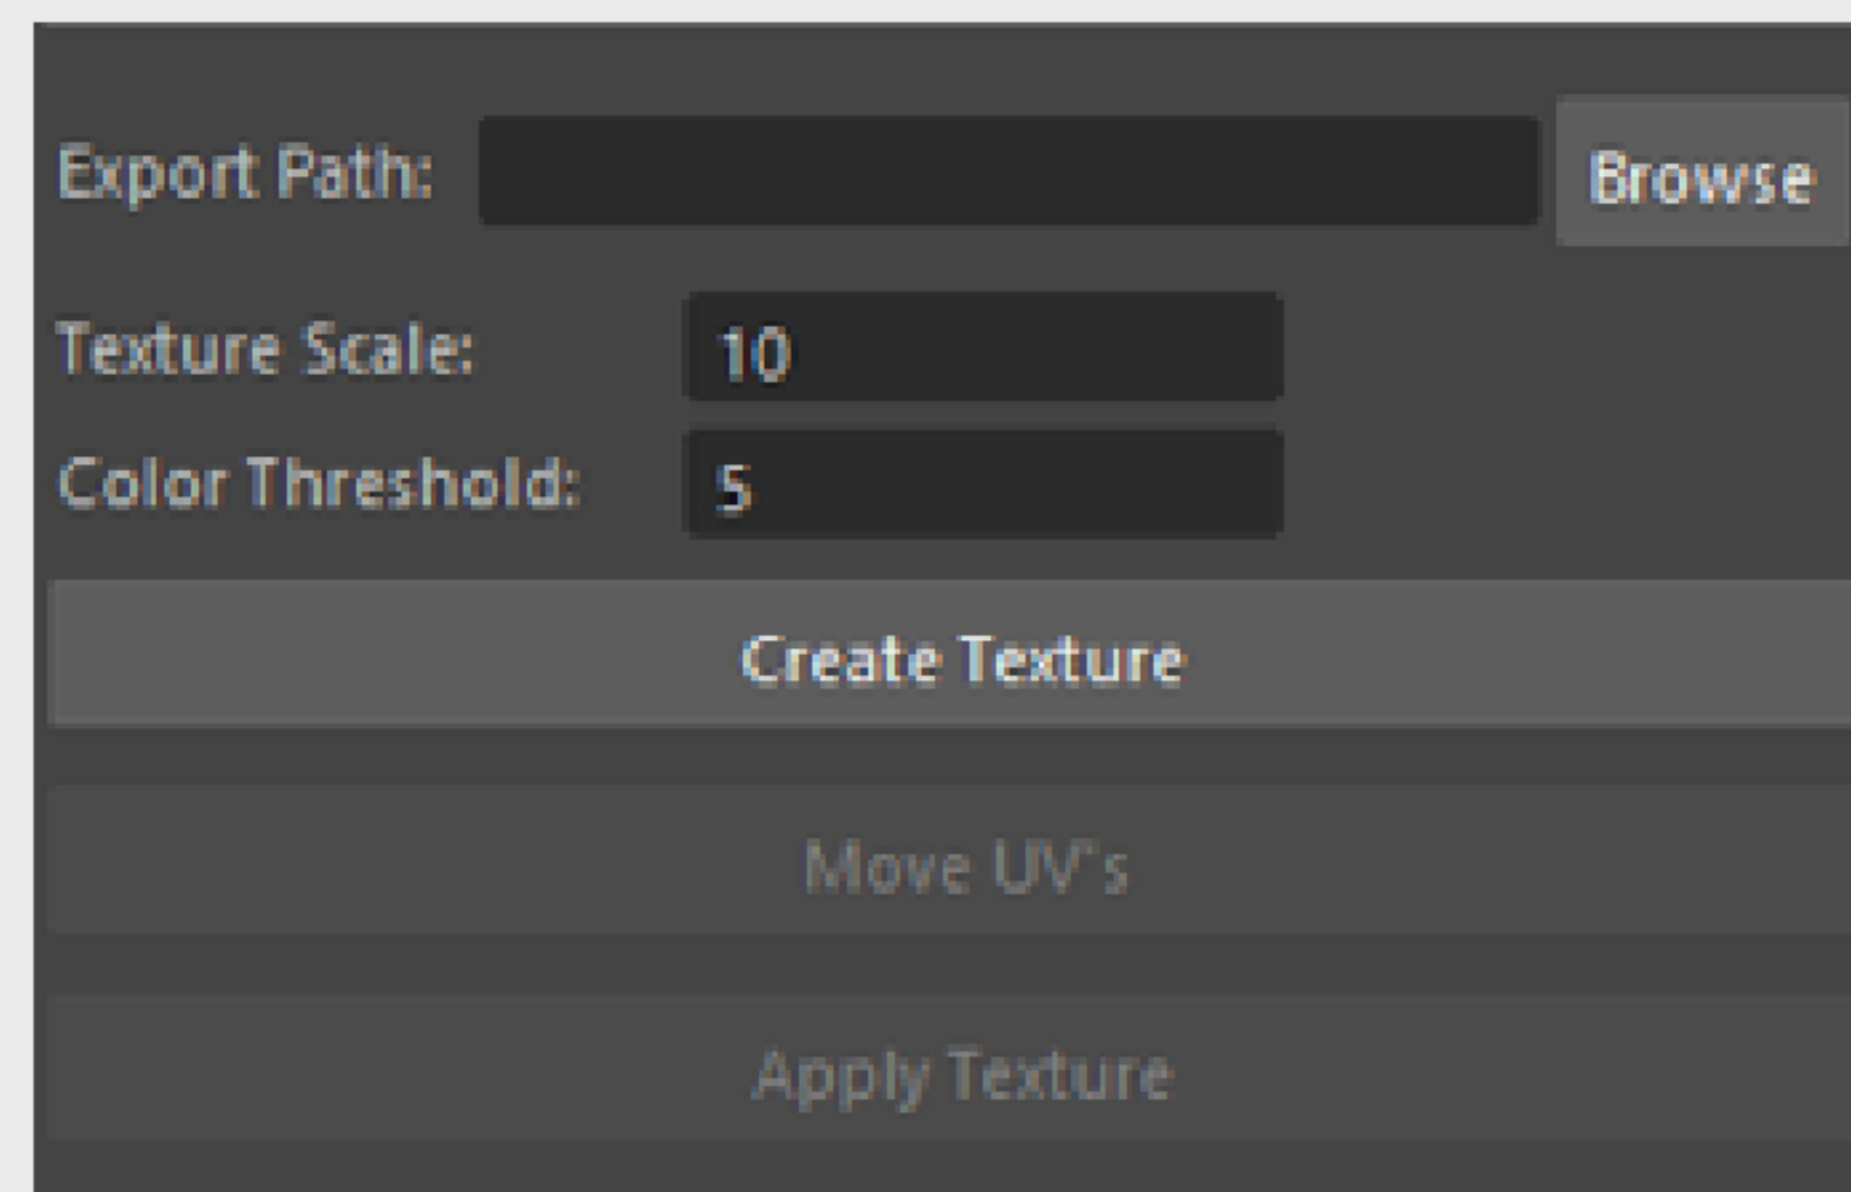 Export Path: Browse
Texture Scale: 10
Color Threshold: 5
Create Texture
Move UV's
Apply Texture